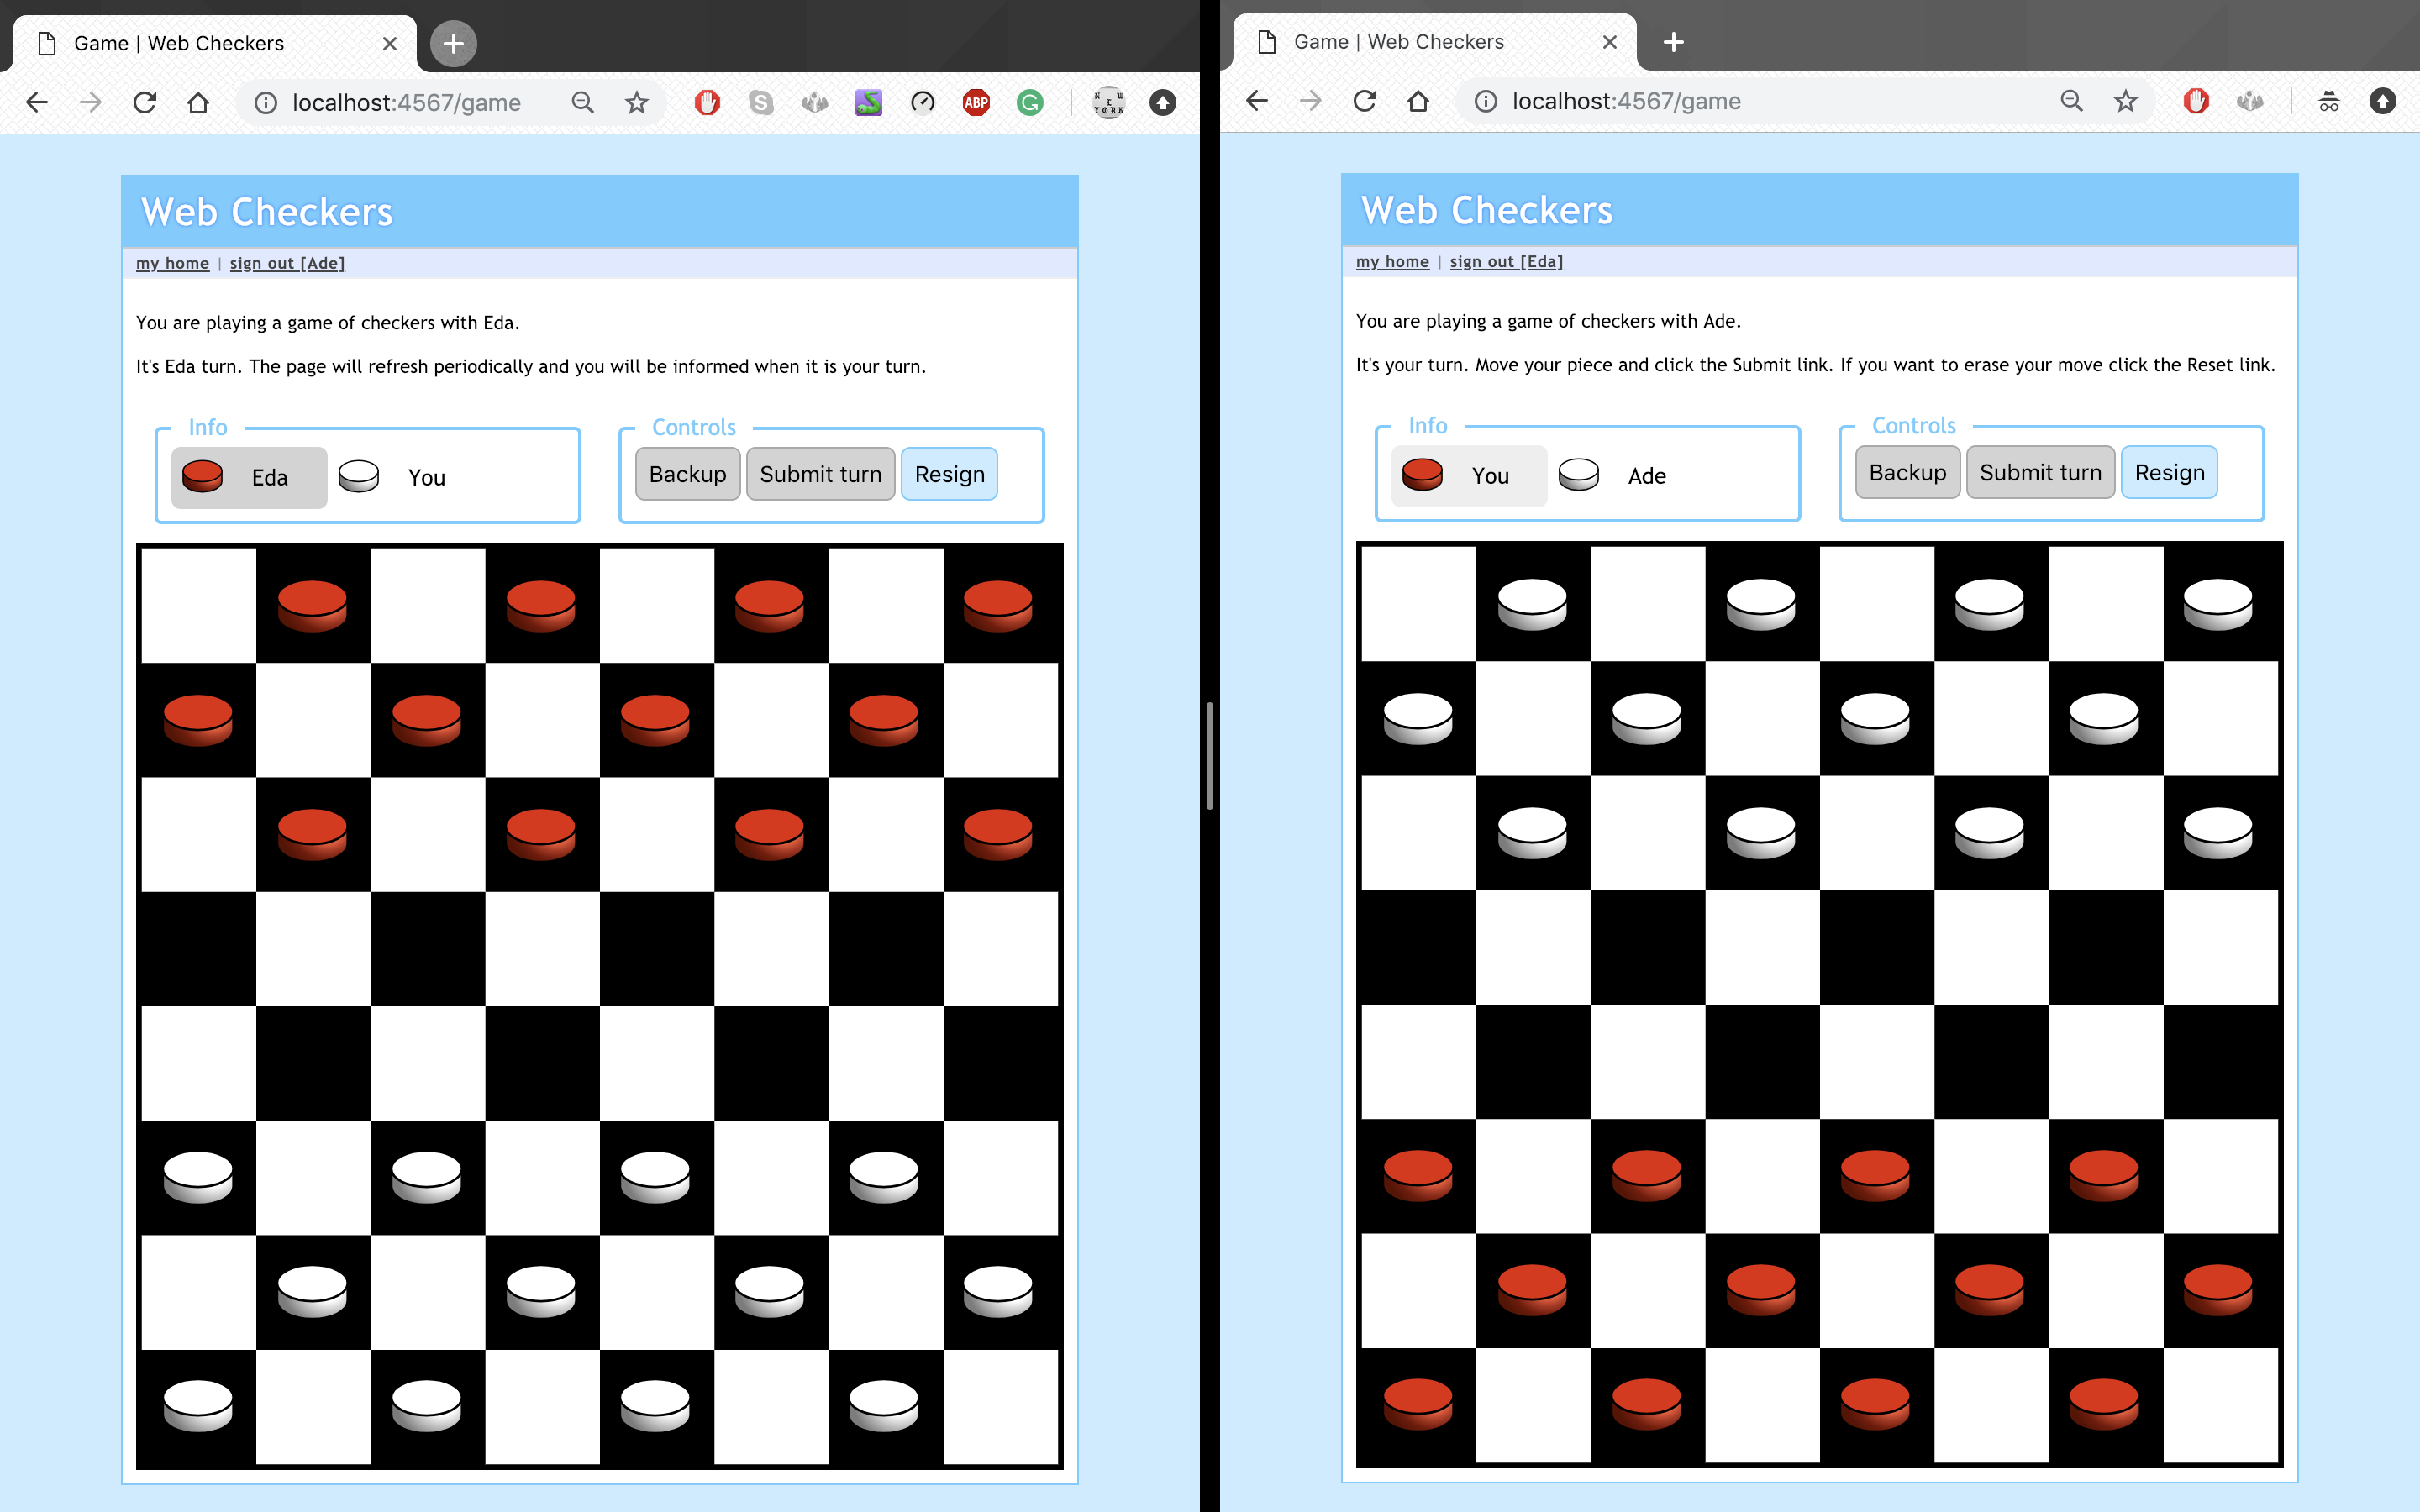 Game | Web Checkers
localhost:4567/game
ABP
NEW YORK
Web Checkers
my home | sign out [Ade]
You are playing a game of checkers with Eda.
It's Eda turn. The page will refresh periodically and you will be informed when it is your turn.
Info
Eda
You
Controls
Backup
Submit turn
Resign
Game | Web Checkers
localhost:4567/game
Web Checkers
my home | sign out [Eda]
You are playing a game of checkers with Ade.
It's your turn. Move your piece and click the Submit link. If you want to erase your move click the Reset link.
Info
You
Ade
Controls
Backup
Submit turn
Resign